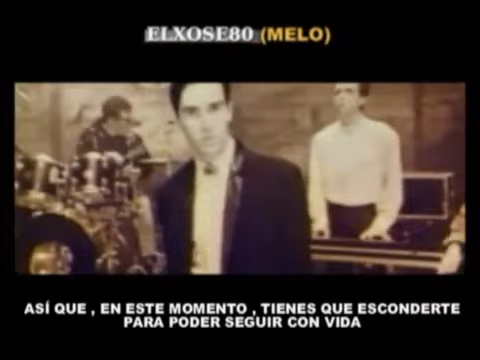 ELXOSE80 (MELO)
ASÍ QUE , EN ESTE MOMENTO , TIENES QUE ESCONDERTE
PARA PODER SEGUIR CON VIDA